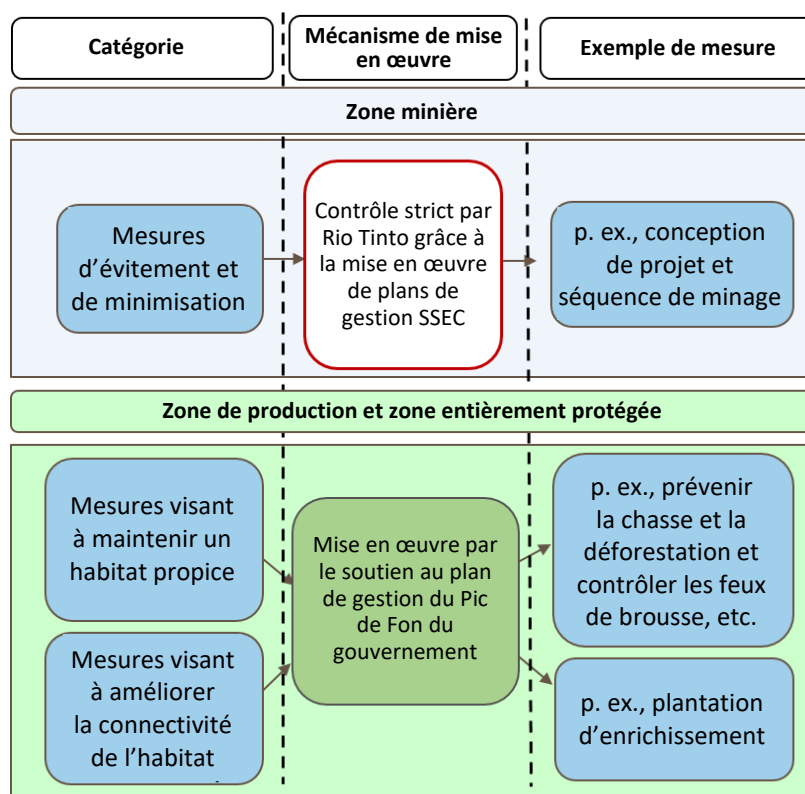 Catégorie
Mécanisme de mise
en œuvre
Exemple de mesure
Zone minière
Mesures
d’évitement et
de minimisation
Contrôle strict par
Rio Tinto grâce à
la mise en œuvre
de plans de
gestion SSEC
p. ex., conception
de projet et
séquence de minage
Zone de production et zone entièrement protégée
Mesures visant
à maintenir un
habitat propice
Mesures visant
à améliorer
la connectivité
de l’habitat
Mise en œuvre par
le soutien au plan
de gestion du Pic
de Fon du
gouvernement
p. ex., prévenir
la chasse et la
déforestation et
contrôler les feux
de brousse, etc.
p. ex., plantation
d’enrichissement